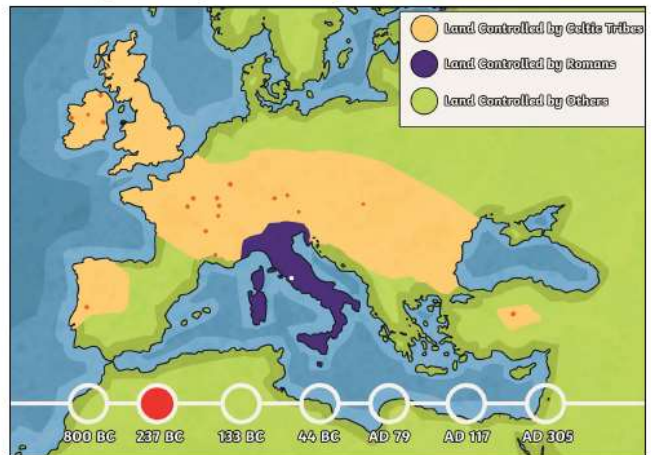 Land Controlled by Celtic Tribes
Land Controlled by Romans
Land Controlled by Others
800 BC 237 BC 133 BC 44 BC AD 79 AD 117 AD 305